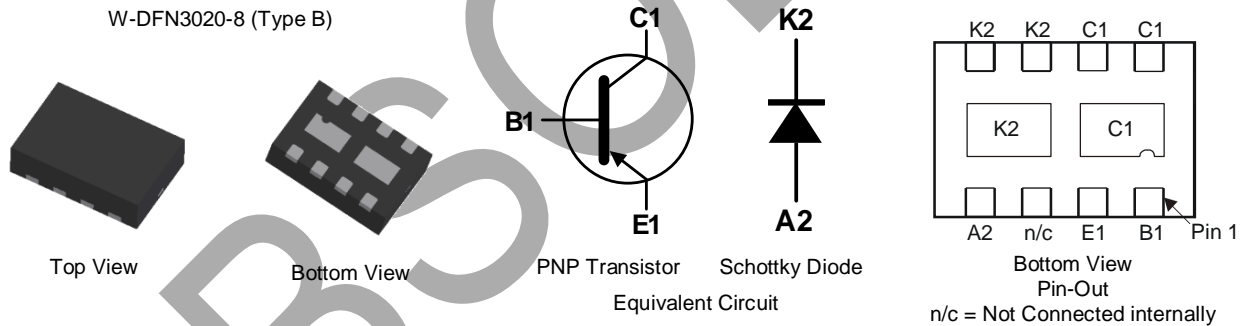 W-DFN3020-8 (Type B)
Top View
Bottom View
C1
B1
E1
PNP Transistor
K2
A2
Schottky Diode
Equivalent Circuit
K2 K2 C1 C1
K2 C1
A2 n/c E1 B1 Pin 1
Bottom View
Pin-Out
n/c = Not Connected internally